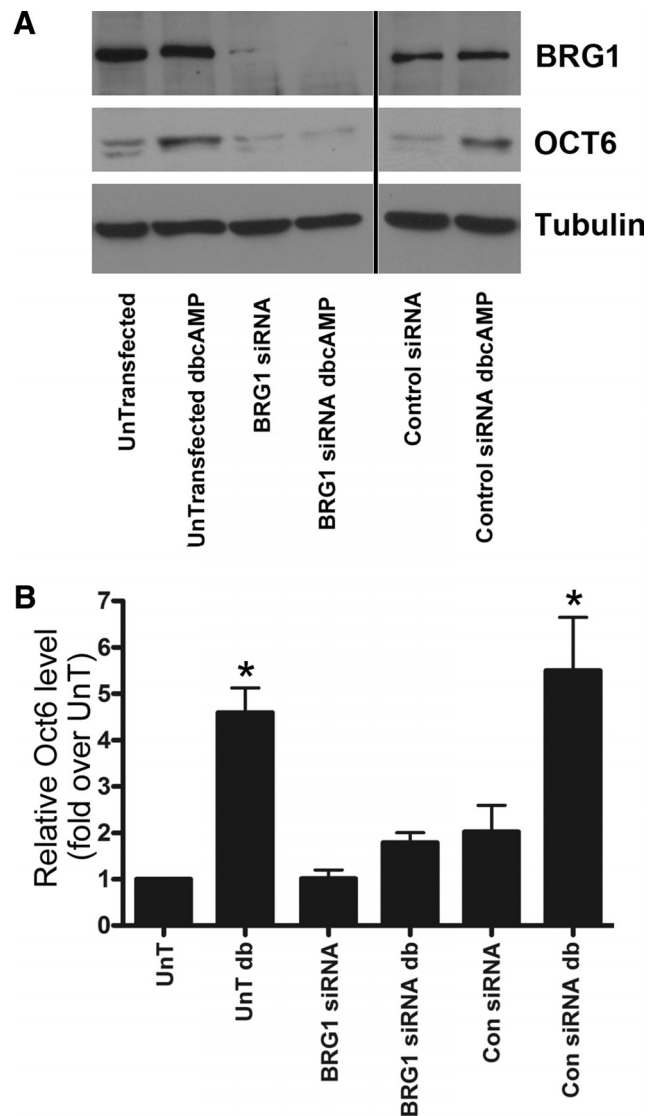 A
BRG1
OCT6
Tubulin
UnTransfected
UnTransfected dbcAMP
BRG1 siRNA
BRG1 siRNA dbcAMP
Control siRNA
Control siRNA dbcAMP
B
Relative Oct6 level
(fold over UnT)
7
6
5
4
3
2
1
0
*
*
UnT
UnT db
BRG1 siRNA
BRG1 siRNA db
Con siRNA
Con siRNA db